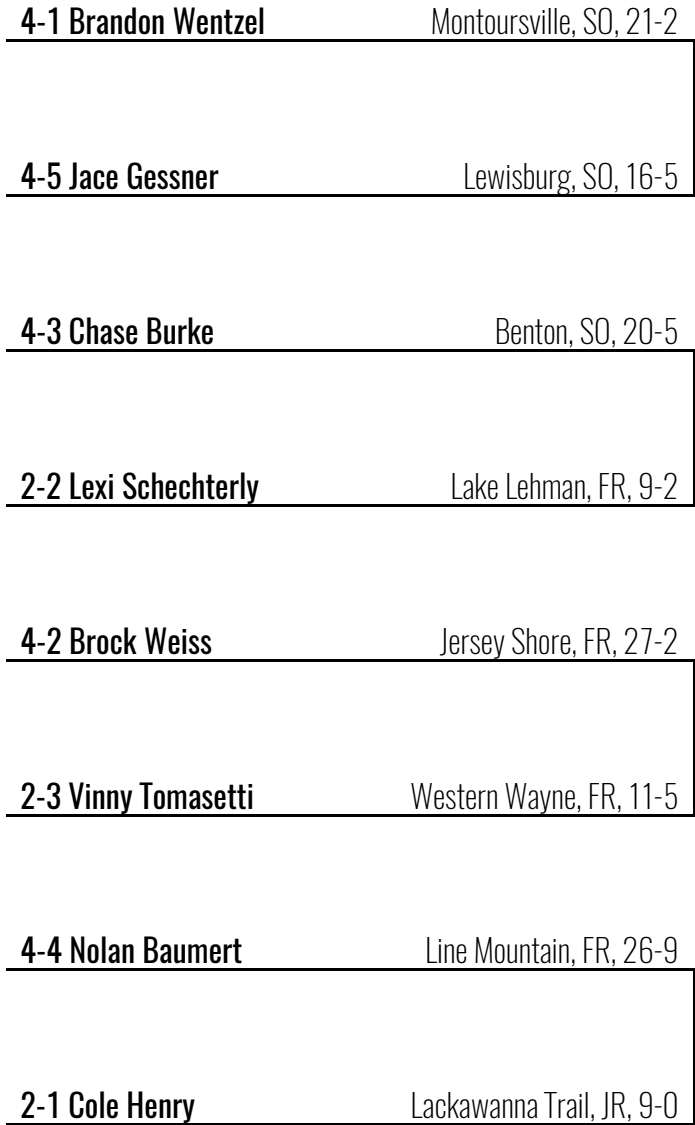 4-1 Brandon Wentzel Montoursville, SO, 21-2
4-5 Jace Gessner Lewisburg, SO, 16-5
4-3 Chase Burke Benton, SO, 20-5
2-2 Lexi Schechterly Lake Lehman, FR, 9-2
4-2 Brock Weiss Jersey Shore, FR, 27-2
2-3 Vinny Tomasetti Western Wayne, FR, 11-5
4-4 Nolan Baumert Line Mountain, FR, 26-9
2-1 Cole Henry Lackawanna Trail, JR, 9-0